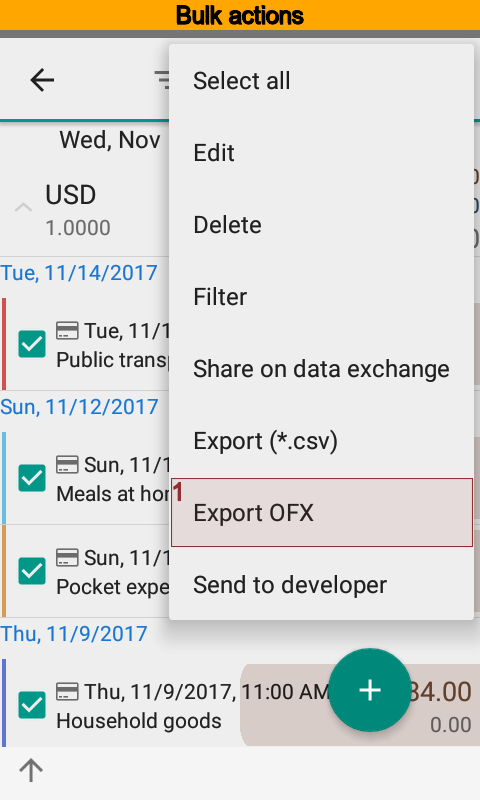 Bulk actions
Select all
Edit
Delete
Filter
Share on data exchange
Export (*.csv)
1
Export OFX
Send to developer
Wed, Nov
USD
1.0000
Tue, 11/14/2017
Tue, 11/1
Public trans
Sun, 11/12/2017
Sun, 11/1
Meals at ho
Sun, 11/1
Pocket expe
Thu, 11/9/2017
Thu, 11/9/2017, 11:00 AM
34.00
Household goods
0.00